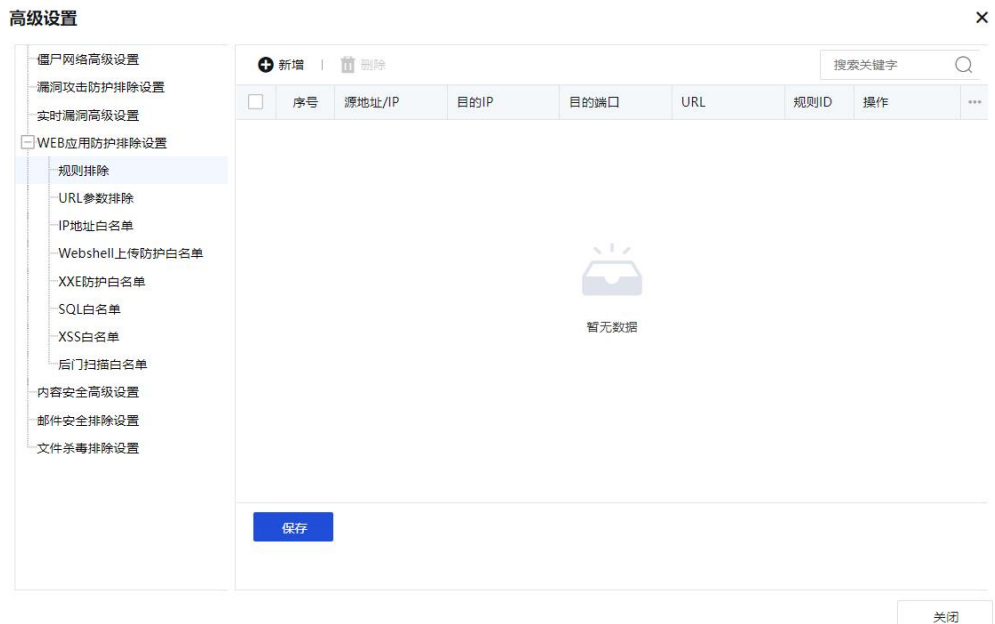 高级设置
僵尸网络高级设置
漏洞攻击防护排除设置
实时漏洞高级设置
WEB应用防护排除设置
规则排除
URL参数排除
IP地址白名单
Webshell上传防护白名单
XXE防护白名单
SQL白名单
XSS白名单
后门扫描白名单
内容安全高级设置
邮件安全排除设置
文件杀毒排除设置
新增 | 删除 搜索关键字
序号 源地址/IP 目的IP 目的端口 URL 规则ID 操作 ...
暂无数据
保存
关闭